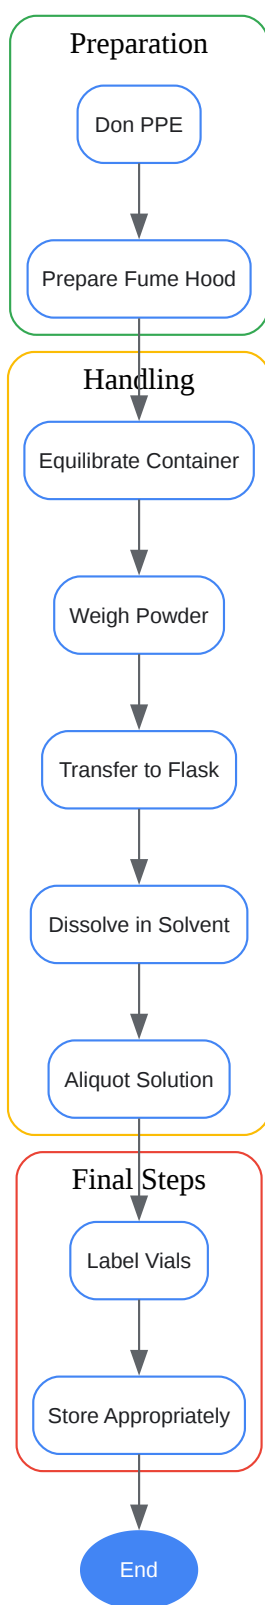 Preparation
Don PPE
Prepare Fume Hood
Handling
Equilibrate Container
Weigh Powder
Transfer to Flask
Dissolve in Solvent
Aliquot Solution
Final Steps
Label Vials
Store Appropriately
End